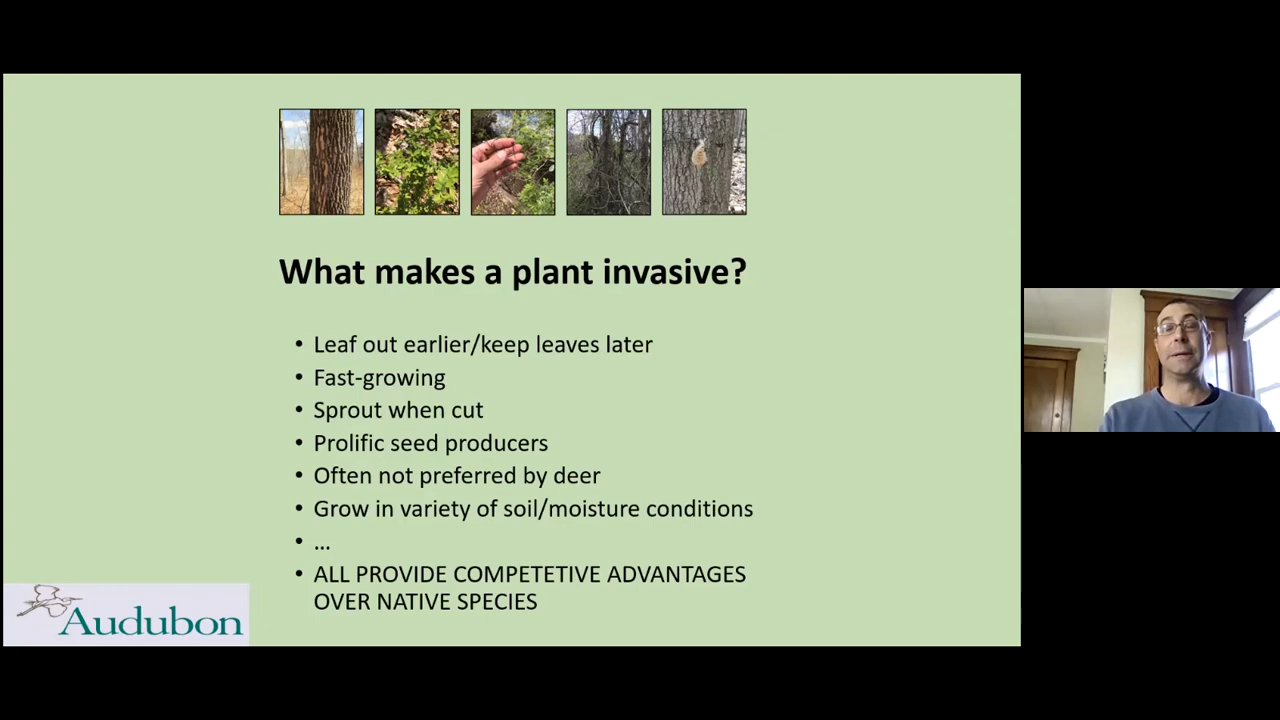 What makes a plant invasive?
• Leaf out earlier/keep leaves later
• Fast-growing
• Sprout when cut
• Prolific seed producers
• Often not preferred by deer
• Grow in variety of soil/moisture conditions
• ...
• ALL PROVIDE COMPETETIVE ADVANTAGES
OVER NATIVE SPECIES
Audubon